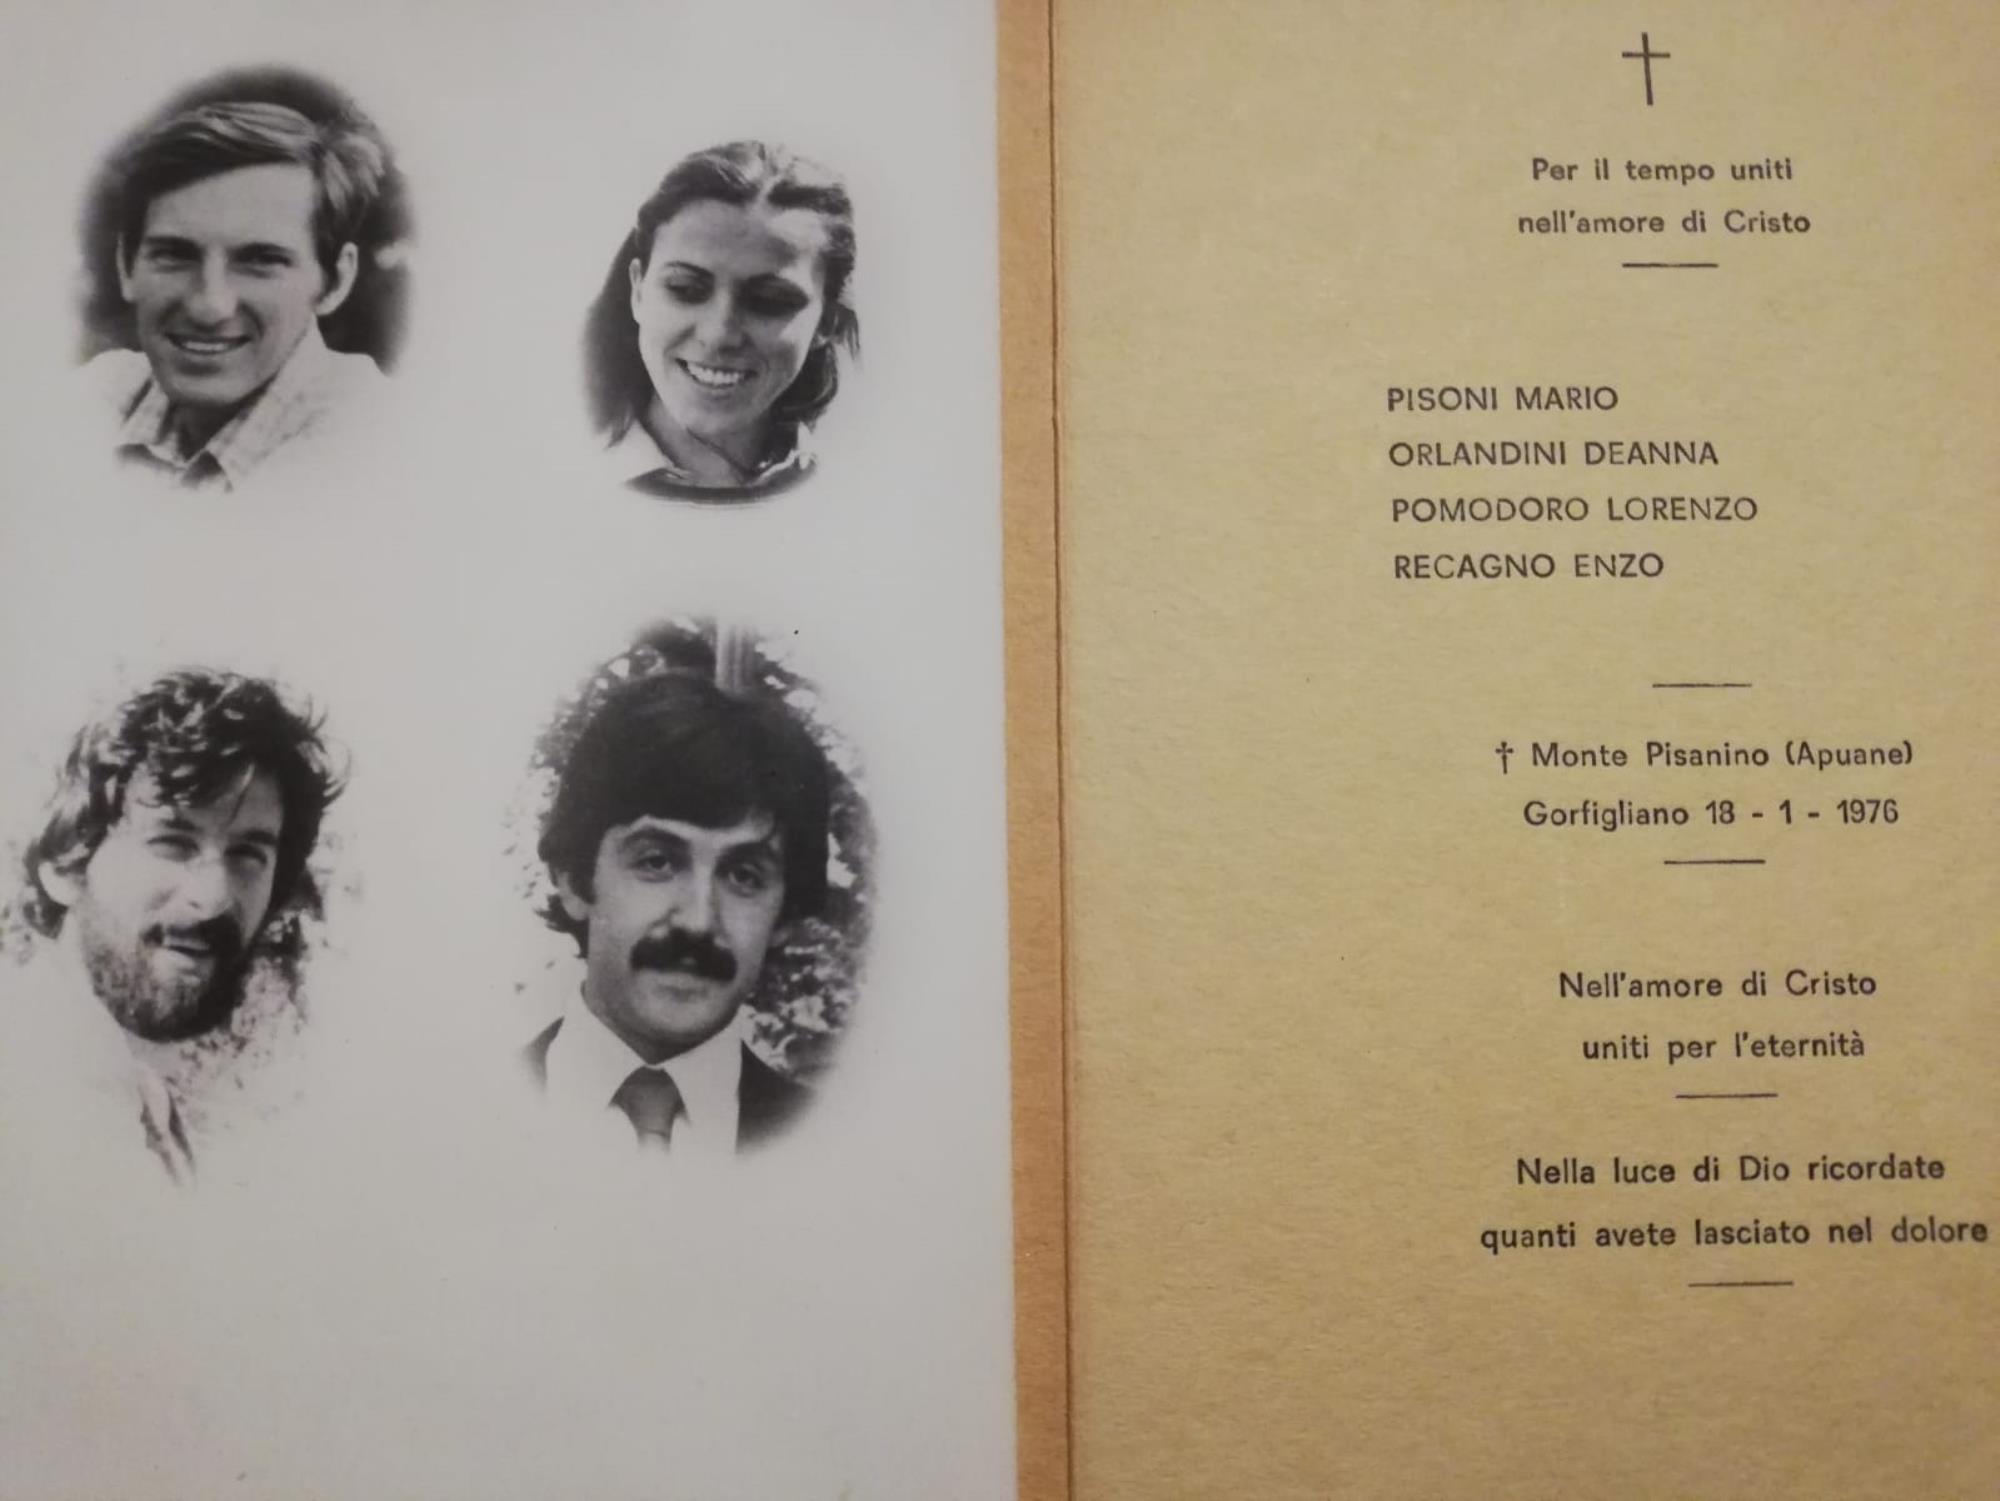 Per il tempo uniti
nell'amore di Cristo
PISONI MARIO
ORLANDINI DEANNA
POMODORO LORENZO
RECAGNO ENZO
† Monte Pisanino (Apuane)
Gorfigliano 18 - 1 - 1976
Nell'amore di Cristo
uniti per l'eternità
Nella luce di Dio ricordate
quanti avete lasciato nel dolore